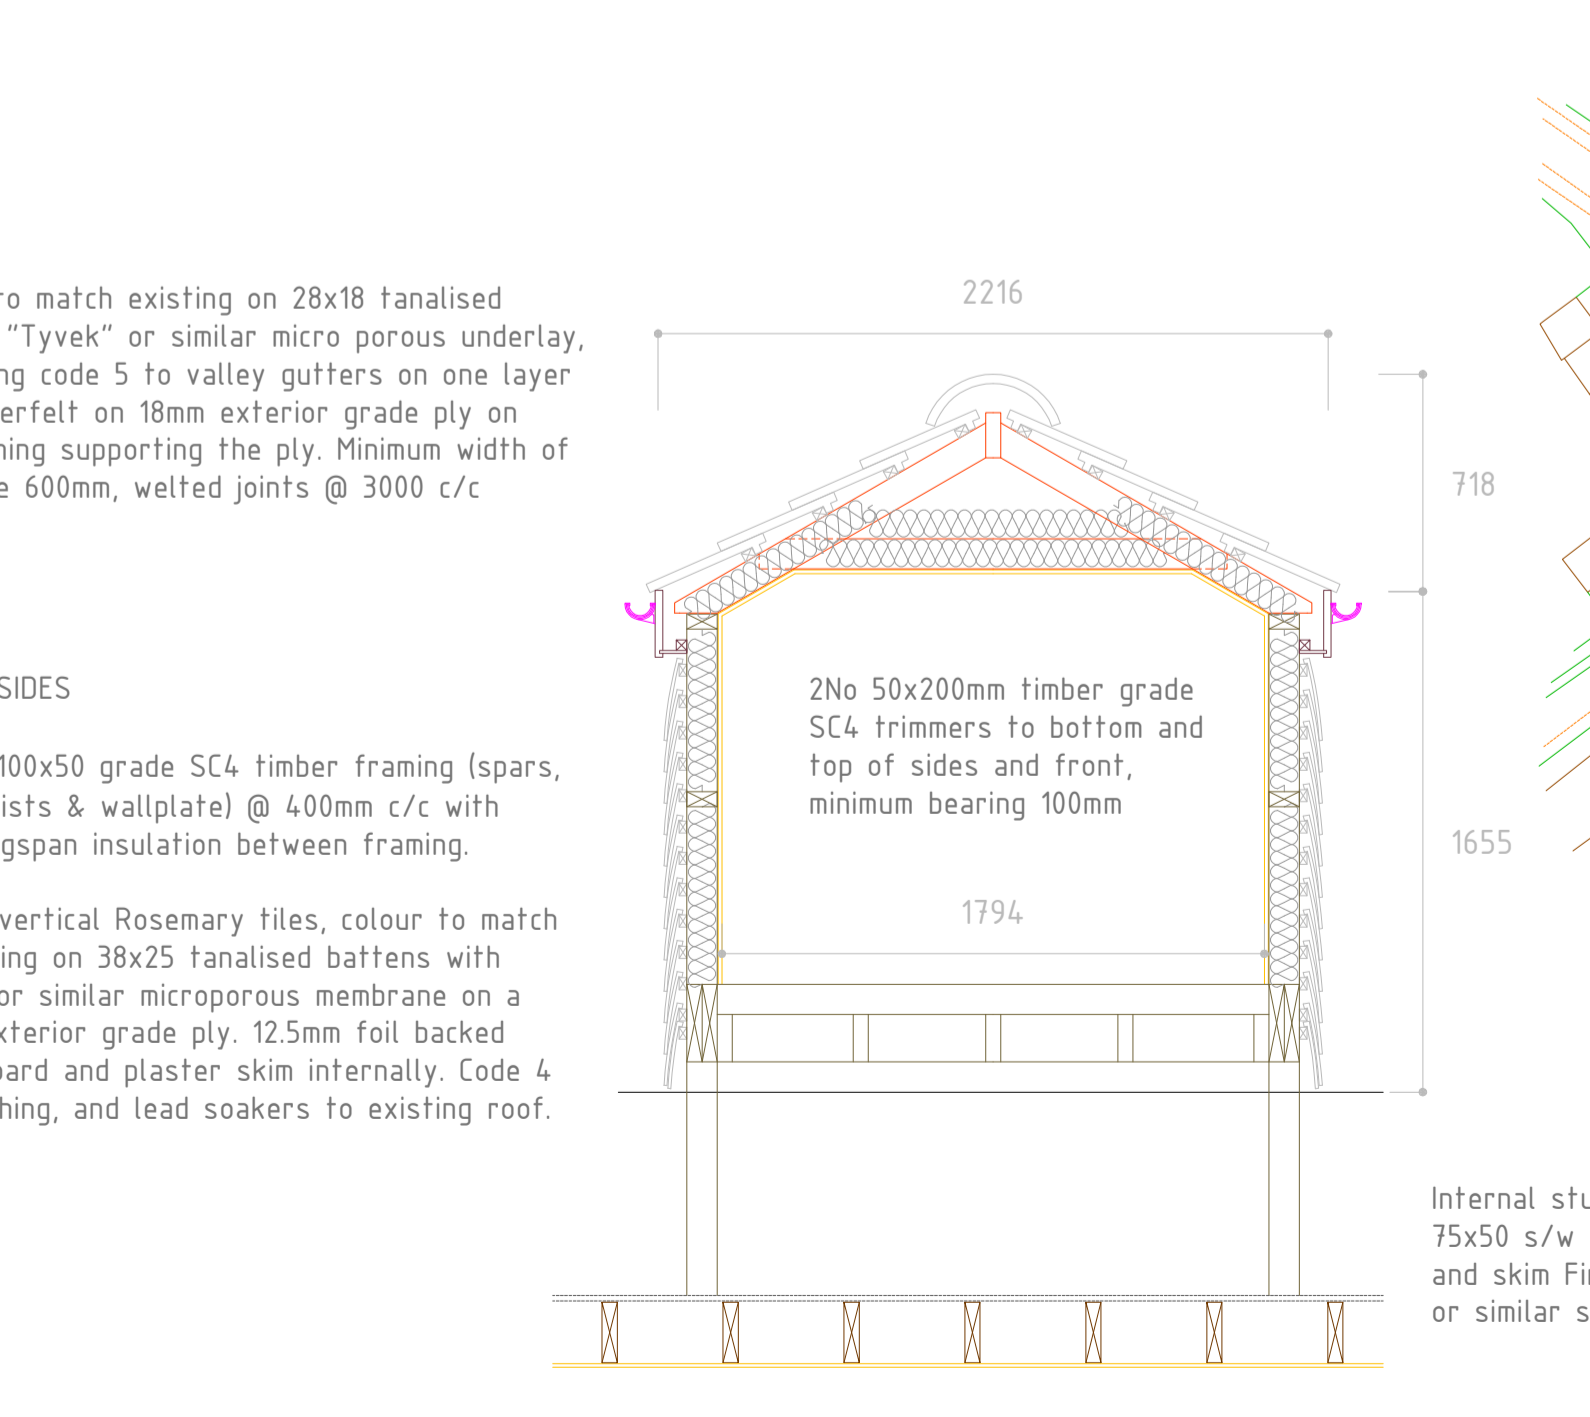 to match existing on 28x18 tanalised
"Tyvek" or similar micro porous underlay,
ng code 5 to valley gutters on one layer
erfelt on 18mm exterior grade ply on
ning supporting the ply. Minimum width of
e 600mm, welted joints @ 3000 c/c
SIDES
100x50 grade SC4 timber framing (spars,
ists & wallplate) @ 400mm c/c with
gspan insulation between framing.
vertical Rosemary tiles, colour to match
ing on 38x25 tanalised battens with
or similar microporous membrane on a
xterior grade ply. 12.5mm foil backed
oard and plaster skim internally. Code 4
hing, and lead soakers to existing roof.
2216
718
2No 50x200mm timber grade
SC4 trimmers to bottom and
top of sides and front,
minimum bearing 100mm
1655
1794
Internal stu
75x50 s/w
and skim Fi
or similar s